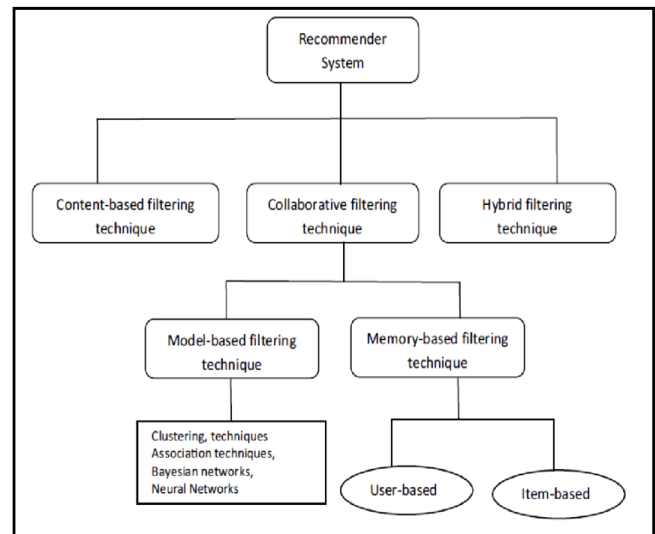 Recommender
System
Content-based filtering
technique
Collaborative filtering
technique
Hybrid filtering
technique
Model-based filtering
technique
Memory-based filtering
technique
Clustering, techniques
Association techniques,
Bayesian networks,
Neural Networks
User-based
Item-based